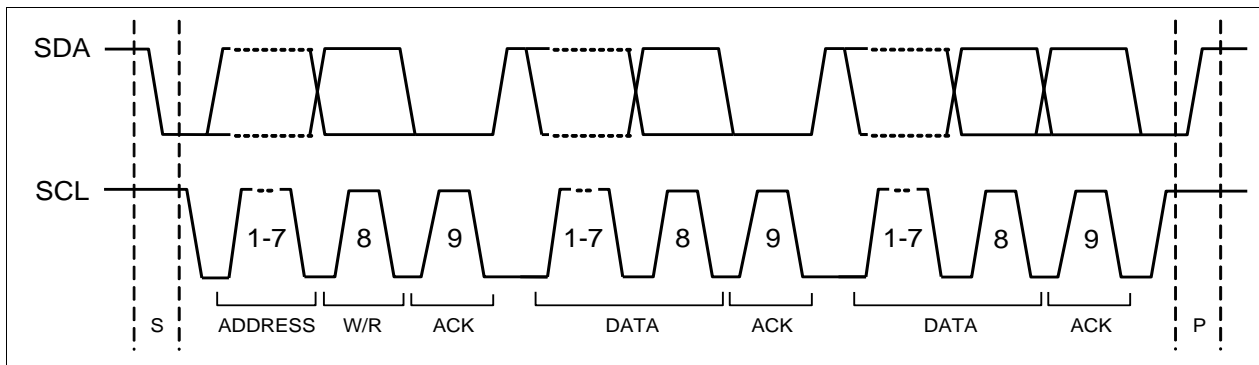 SDA
SCL
1-7 8 9 1-7 8 9 1-7 8 9
S ADDRESS W/R ACK DATA ACK DATA ACK P